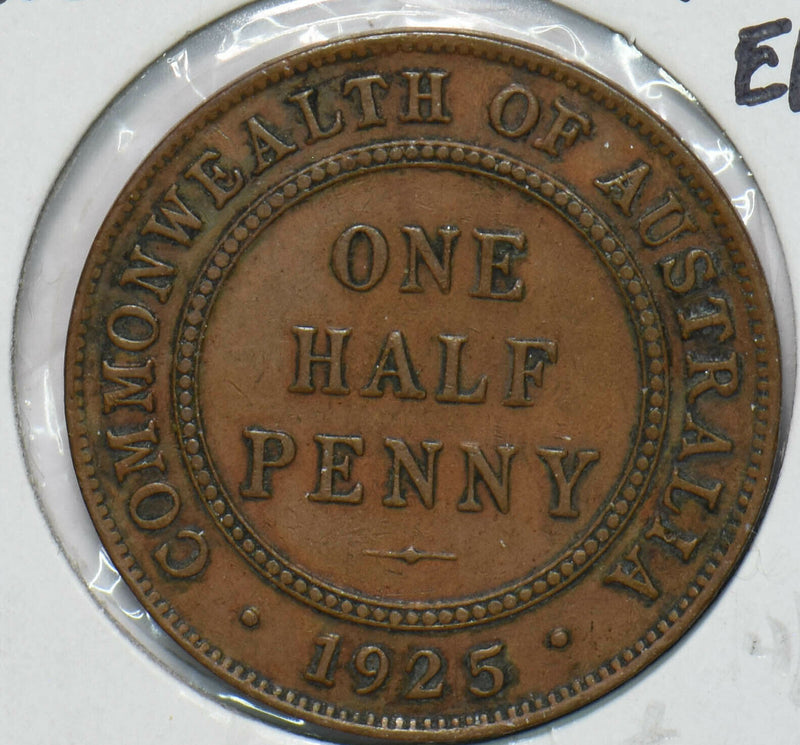 COMMONWEALTH OF AUSTRALIA
ONE
HALF
PENNY
· 1925 ·